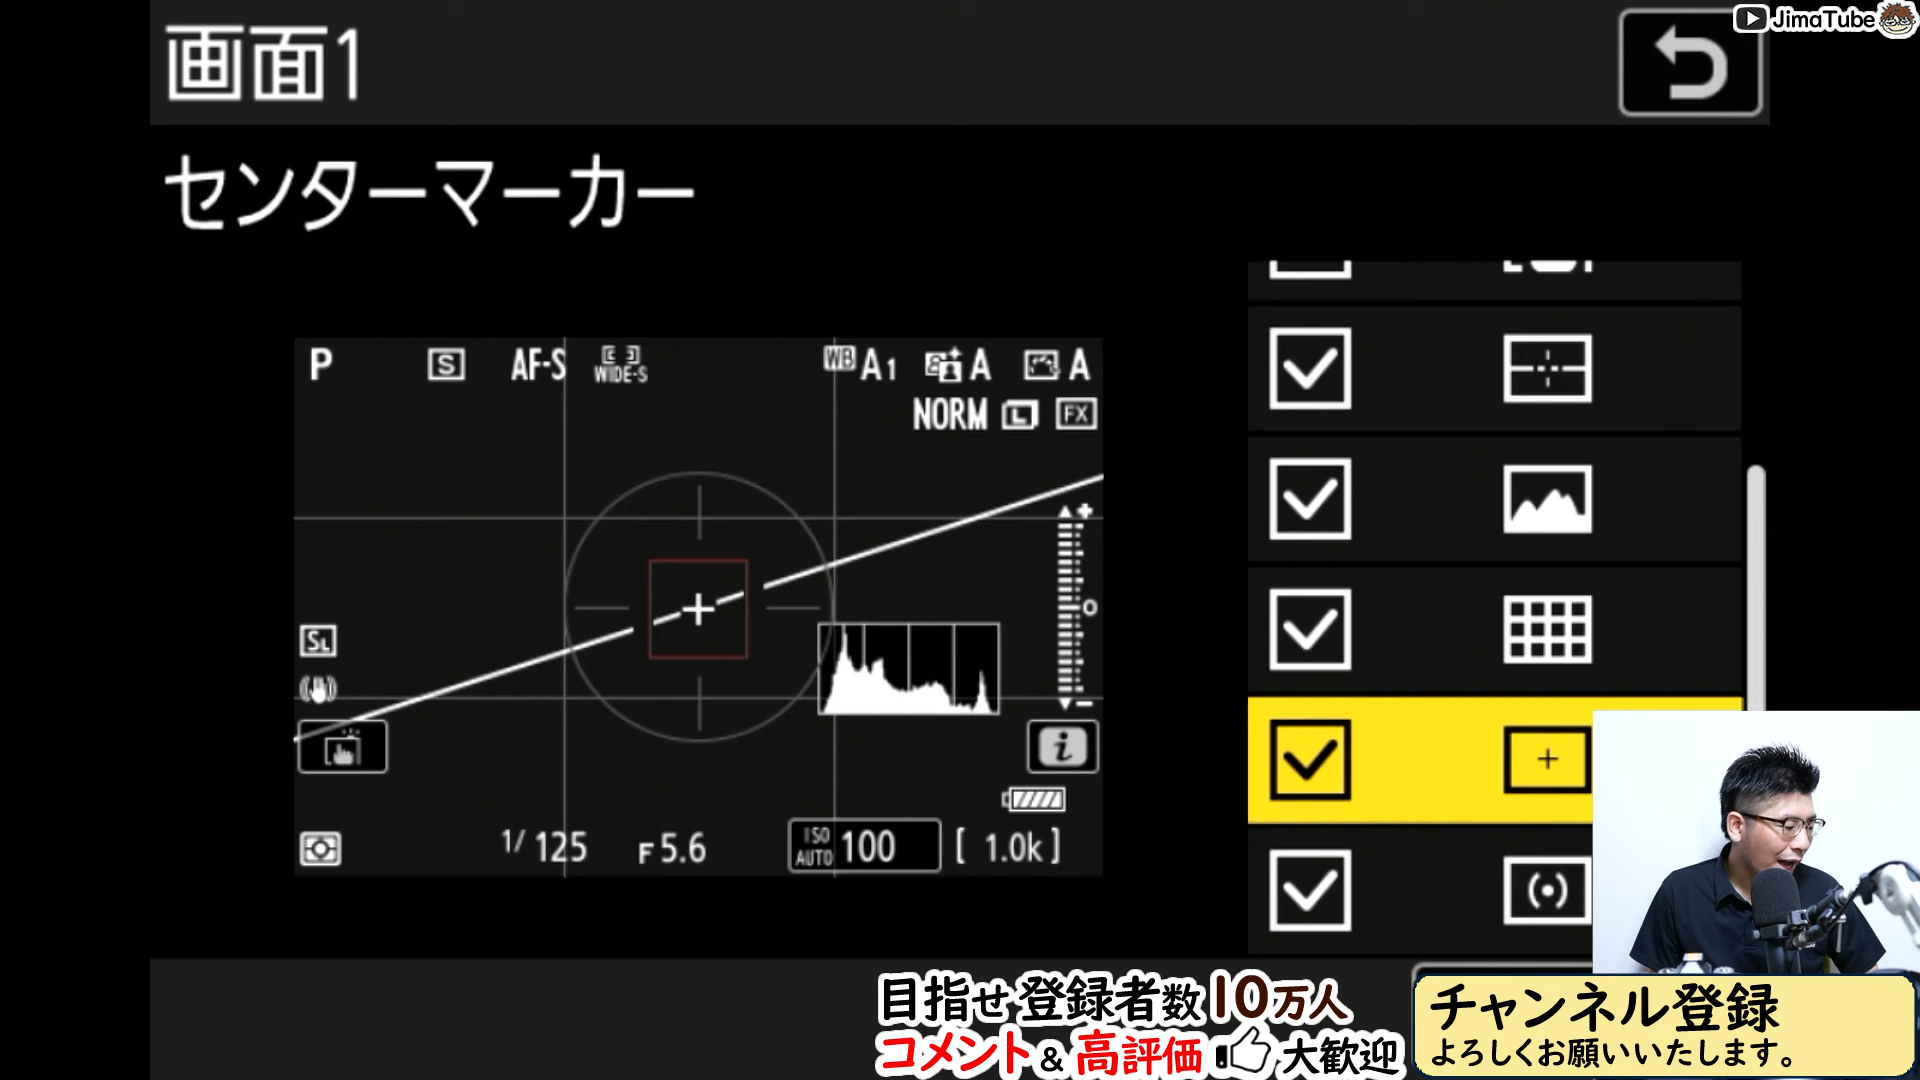 画面1
JimaTube
センターマーカー
P S AF-S WIDE-S WB A1 A A
NORM L FX
SL
i
1/125 F5.6 ISO AUTO 100 [ 1.0k ]
目指せ登録者数10万人
コメント&高評価 大歓迎
チャンネル登録
よろしくお願いいたします。